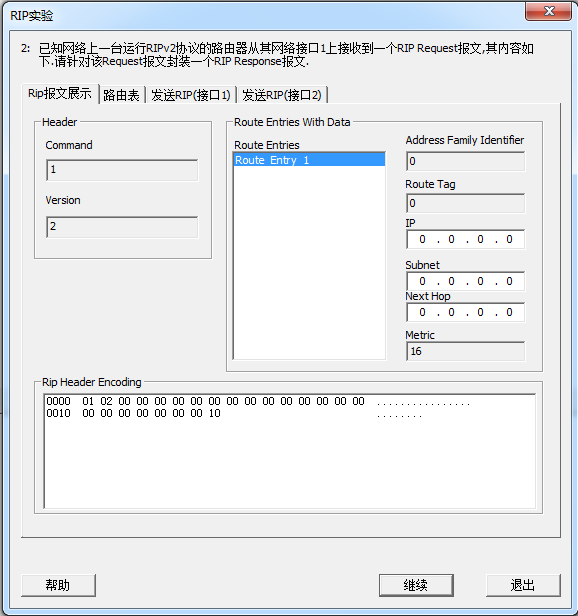 RIP实验
2: 已知网络上一台运行RIPv2协议的路由器从其网络接口1上接收到一个RIP Request报文,其内容如
下.请针对该Request报文封装一个RIP Response报文.
Rip报文展示 路由表 发送RIP(接口1) 发送RIP(接口2)
Header
Command
1
Version
2
Route Entries With Data
Route Entries
Route Entry 1
Address Family Identifier
0
Route Tag
0
IP
0 . 0 . 0 . 0
Subnet
0 . 0 . 0 . 0
Next Hop
0 . 0 . 0 . 0
Metric
16
Rip Header Encoding
0000 01 02 00 00 00 00 00 00 00 00 00 00 00 00 00 00 ................
0010 00 00 00 00 00 00 00 10 ........
帮助 继续 退出